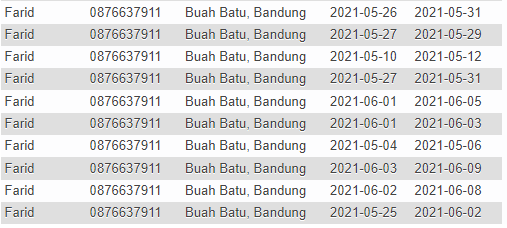 Farid 0876637911 Buah Batu, Bandung 2021-05-26 2021-05-31
Farid 0876637911 Buah Batu, Bandung 2021-05-27 2021-05-29
Farid 0876637911 Buah Batu, Bandung 2021-05-10 2021-05-12
Farid 0876637911 Buah Batu, Bandung 2021-05-27 2021-05-31
Farid 0876637911 Buah Batu, Bandung 2021-06-01 2021-06-05
Farid 0876637911 Buah Batu, Bandung 2021-06-01 2021-06-03
Farid 0876637911 Buah Batu, Bandung 2021-05-04 2021-05-06
Farid 0876637911 Buah Batu, Bandung 2021-06-03 2021-06-09
Farid 0876637911 Buah Batu, Bandung 2021-06-02 2021-06-08
Farid 0876637911 Buah Batu, Bandung 2021-05-25 2021-06-02